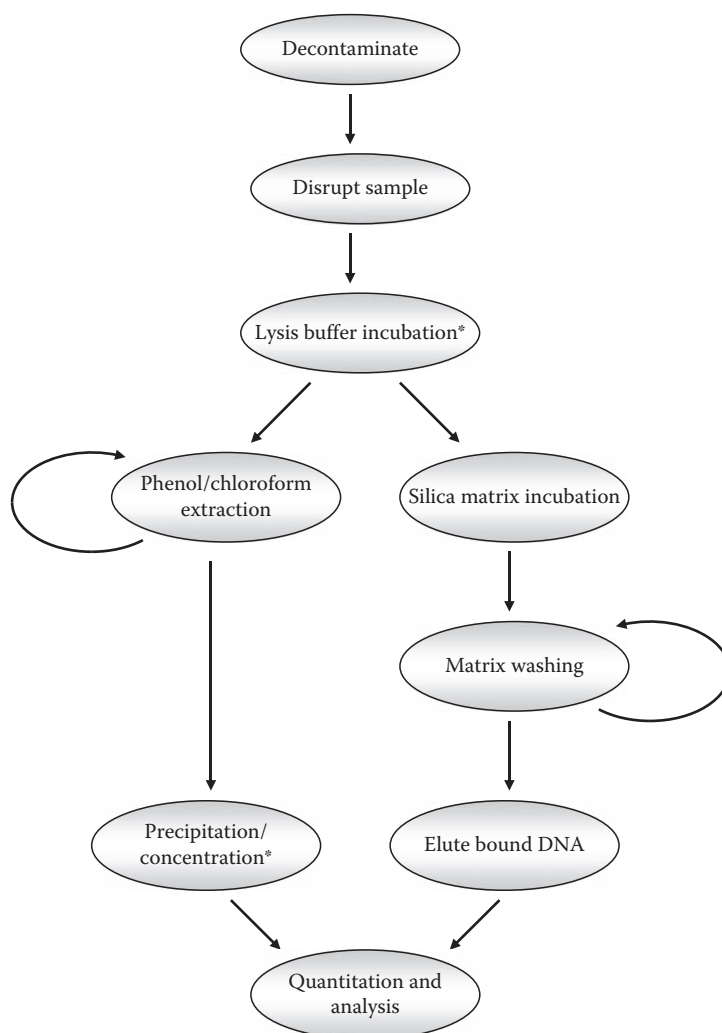 Decontaminate
Disrupt sample
Lysis buffer incubation*
Phenol/chloroform
extraction
Silica matrix incubation
Matrix washing
Precipitation/
concentration*
Elute bound DNA
Quantitation and
analysis